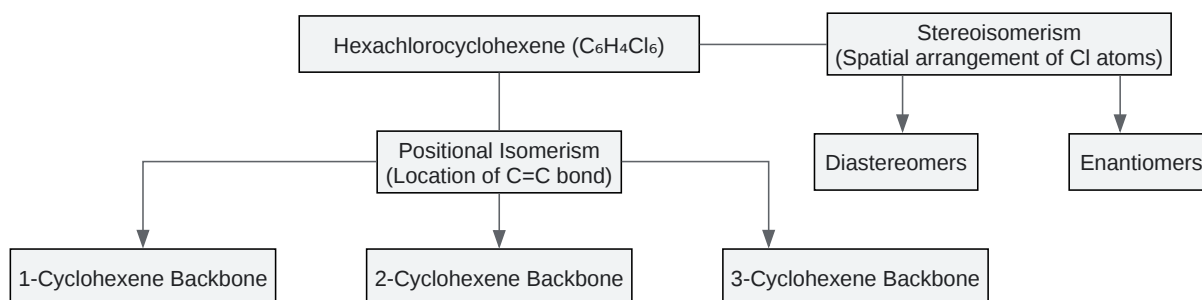 Hexachlorocyclohexene (C₆H₄Cl₆)
Stereoisomerism
(Spatial arrangement of Cl atoms)
Positional Isomerism
(Location of C=C bond)
Diastereomers
Enantiomers
1-Cyclohexene Backbone
2-Cyclohexene Backbone
3-Cyclohexene Backbone